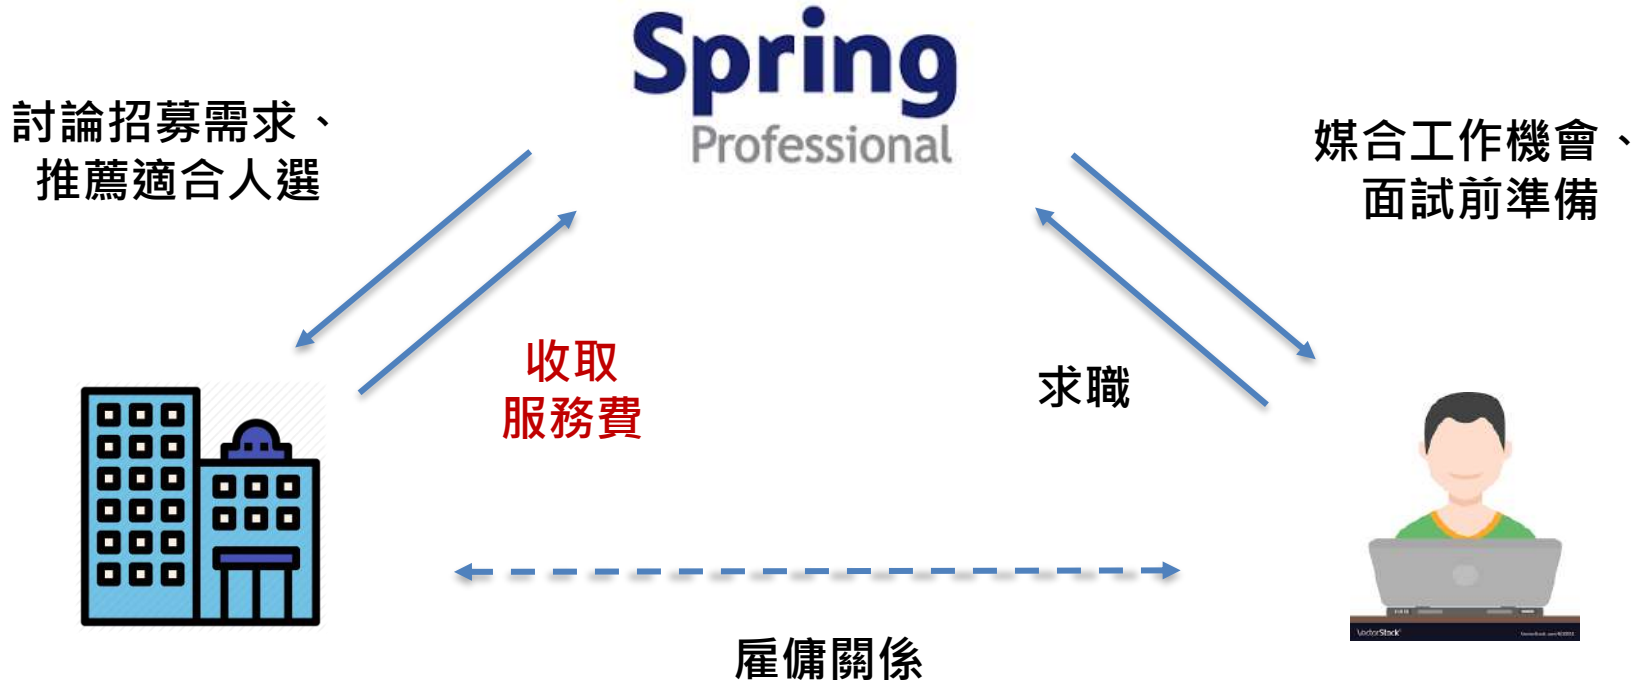 Spring
Professional
討論招募需求、
推薦適合人選
媒合工作機會、
面試前準備
收取
服務費
求職
雇傭關係
VectorStack